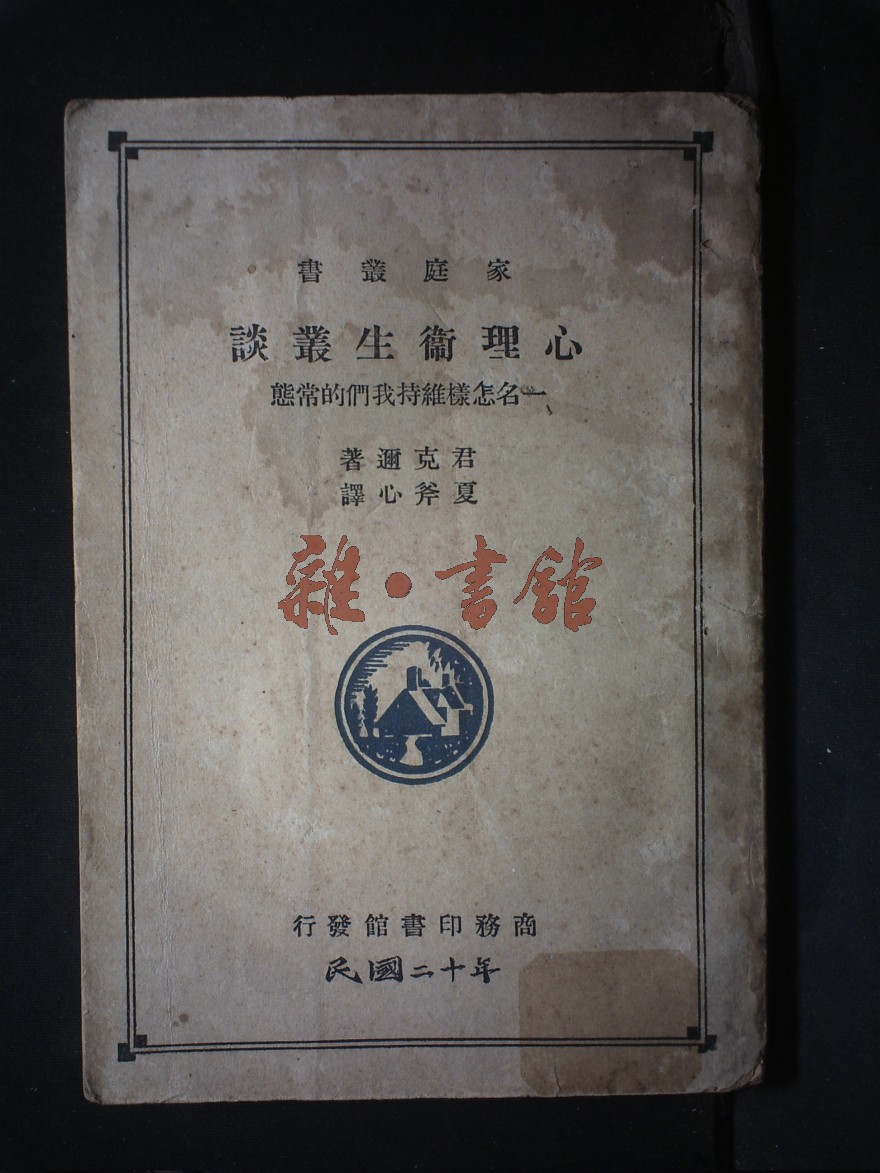 家庭叢書
心理衞生叢談
一名怎樣維持我們的常態
君克邇著
夏斧心譯
雜·書館
商務印書館發行
民國二十年